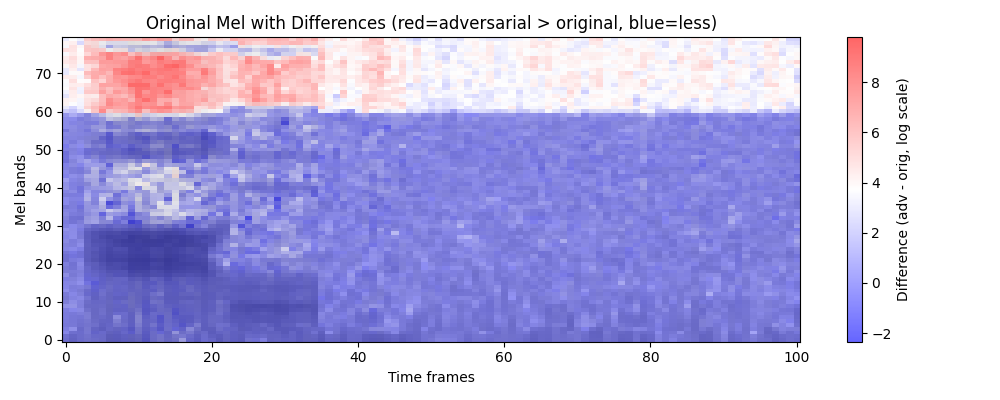 Original Mel with Differences (red=adversarial > original, blue=less)
Mel bands
70
60
50
40
30
20
10
0
0 20 40 60 80 100
Time frames
8
6
4
2
0
−2
Difference (adv - orig, log scale)